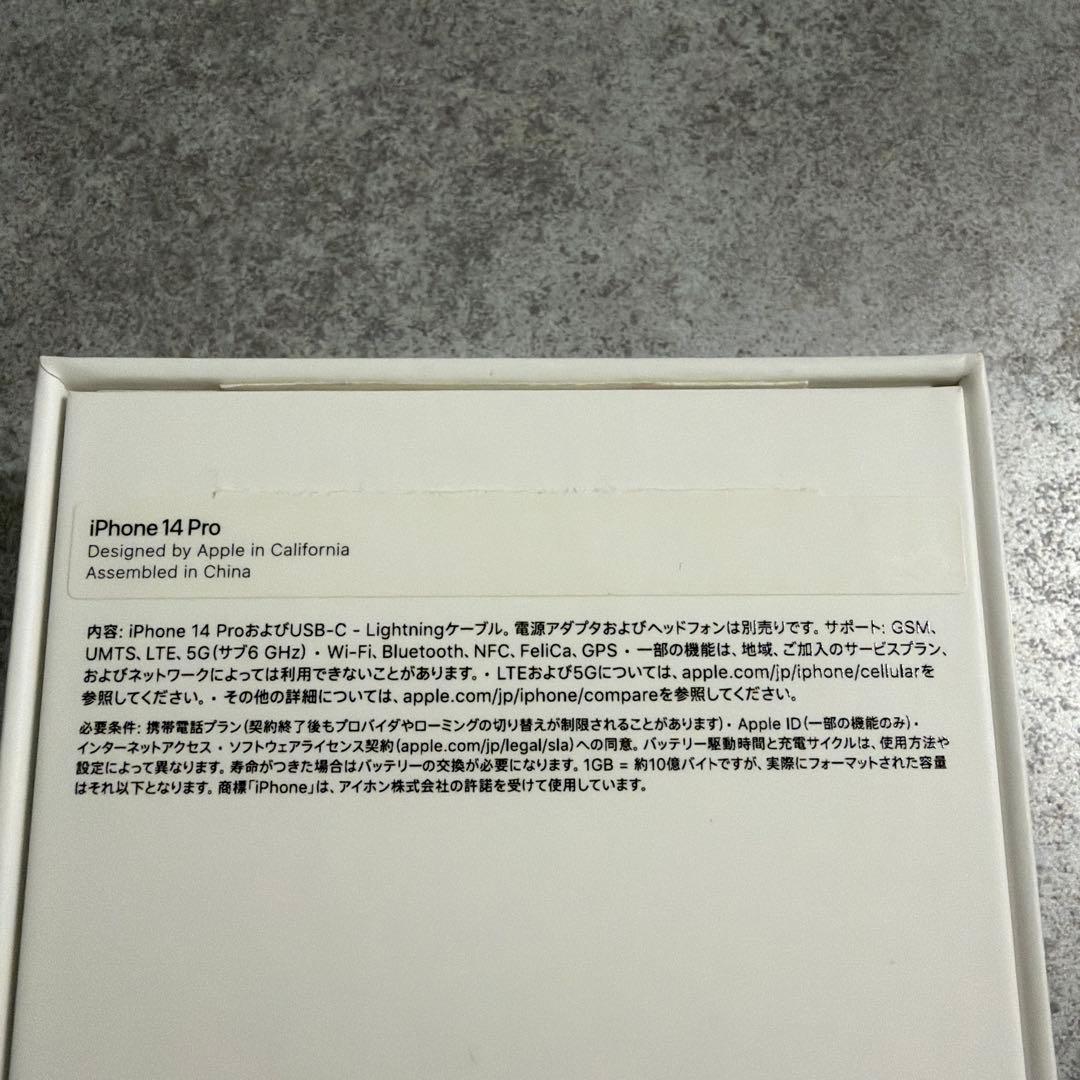 iPhone 14 Pro
Designed by Apple in California
Assembled in China
内容: iPhone 14 ProおよびUSB-C - Lightningケーブル。電源アダプタおよびヘッドフォンは別売りです。サポート: GSM、
UMTS、LTE、5G(サブ6 GHz)・Wi-Fi、Bluetooth、NFC、FeliCa、GPS・一部の機能は、地域、ご加入のサービスプラン、
およびネットワークによっては利用できないことがあります。・LTEおよび5Gについては、apple.com/jp/iphone/cellularを
参照してください。・その他の詳細については、apple.com/jp/iphone/compareを参照してください。
必要条件: 携帯電話プラン(契約終了後もプロバイダやローミングの切り替えが制限されることがあります)・Apple ID(一部の機能のみ)・
インターネットアクセス・ソフトウェアライセンス契約(apple.com/jp/legal/sla)への同意。バッテリー駆動時間と充電サイクルは、使用方法や
設定によって異なります。寿命がつきた場合はバッテリーの交換が必要になります。1GB = 約10億バイトですが、実際にフォーマットされた容量
はそれ以下となります。商標「iPhone」は、アイホン株式会社の許諾を受けて使用しています。